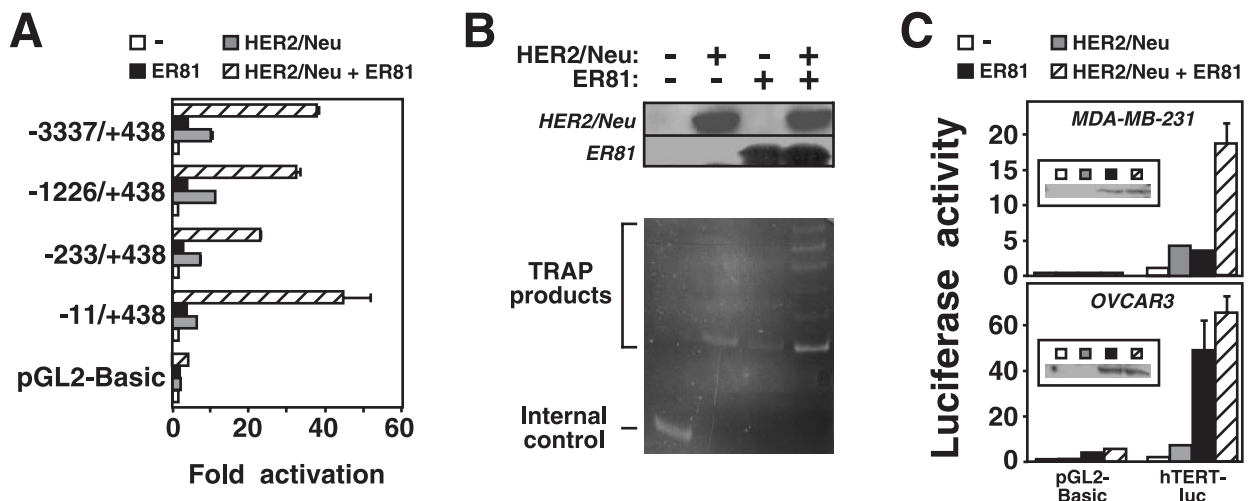 A
-
HER2/Neu
ER81
HER2/Neu + ER81
-3337/+438
-1226/+438
-233/+438
-11/+438
pGL2-Basic
0 20 40 60
Fold activation
B
HER2/Neu: - + - +
ER81: - - + +
HER2/Neu
ER81
TRAP
products
Internal
control
C
-
HER2/Neu
ER81
HER2/Neu + ER81
Luciferase activity
MDA-MB-231
20
15
10
5
0
OVCAR3
60
40
20
0
pGL2-
Basic
hTERT-
luc